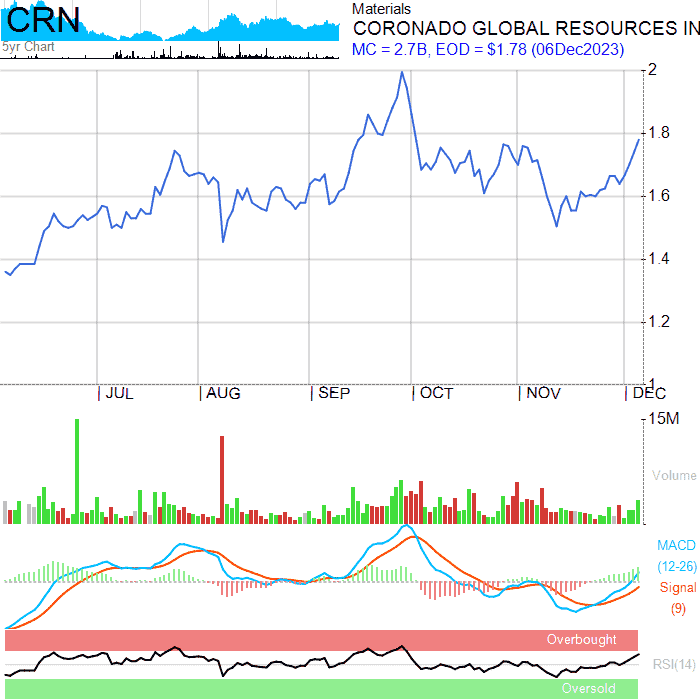 CRN
5yr Chart
Materials
CORONADO GLOBAL RESOURCES IN
MC = 2.7B, EOD = $1.78 (06Dec2023)
2
1.8
1.6
1.4
1.2
1
JUL AUG SEP OCT NOV DEC
15M
Volume
MACD
(12-26)
Signal
(9)
Overbought
RSI(14)
Oversold